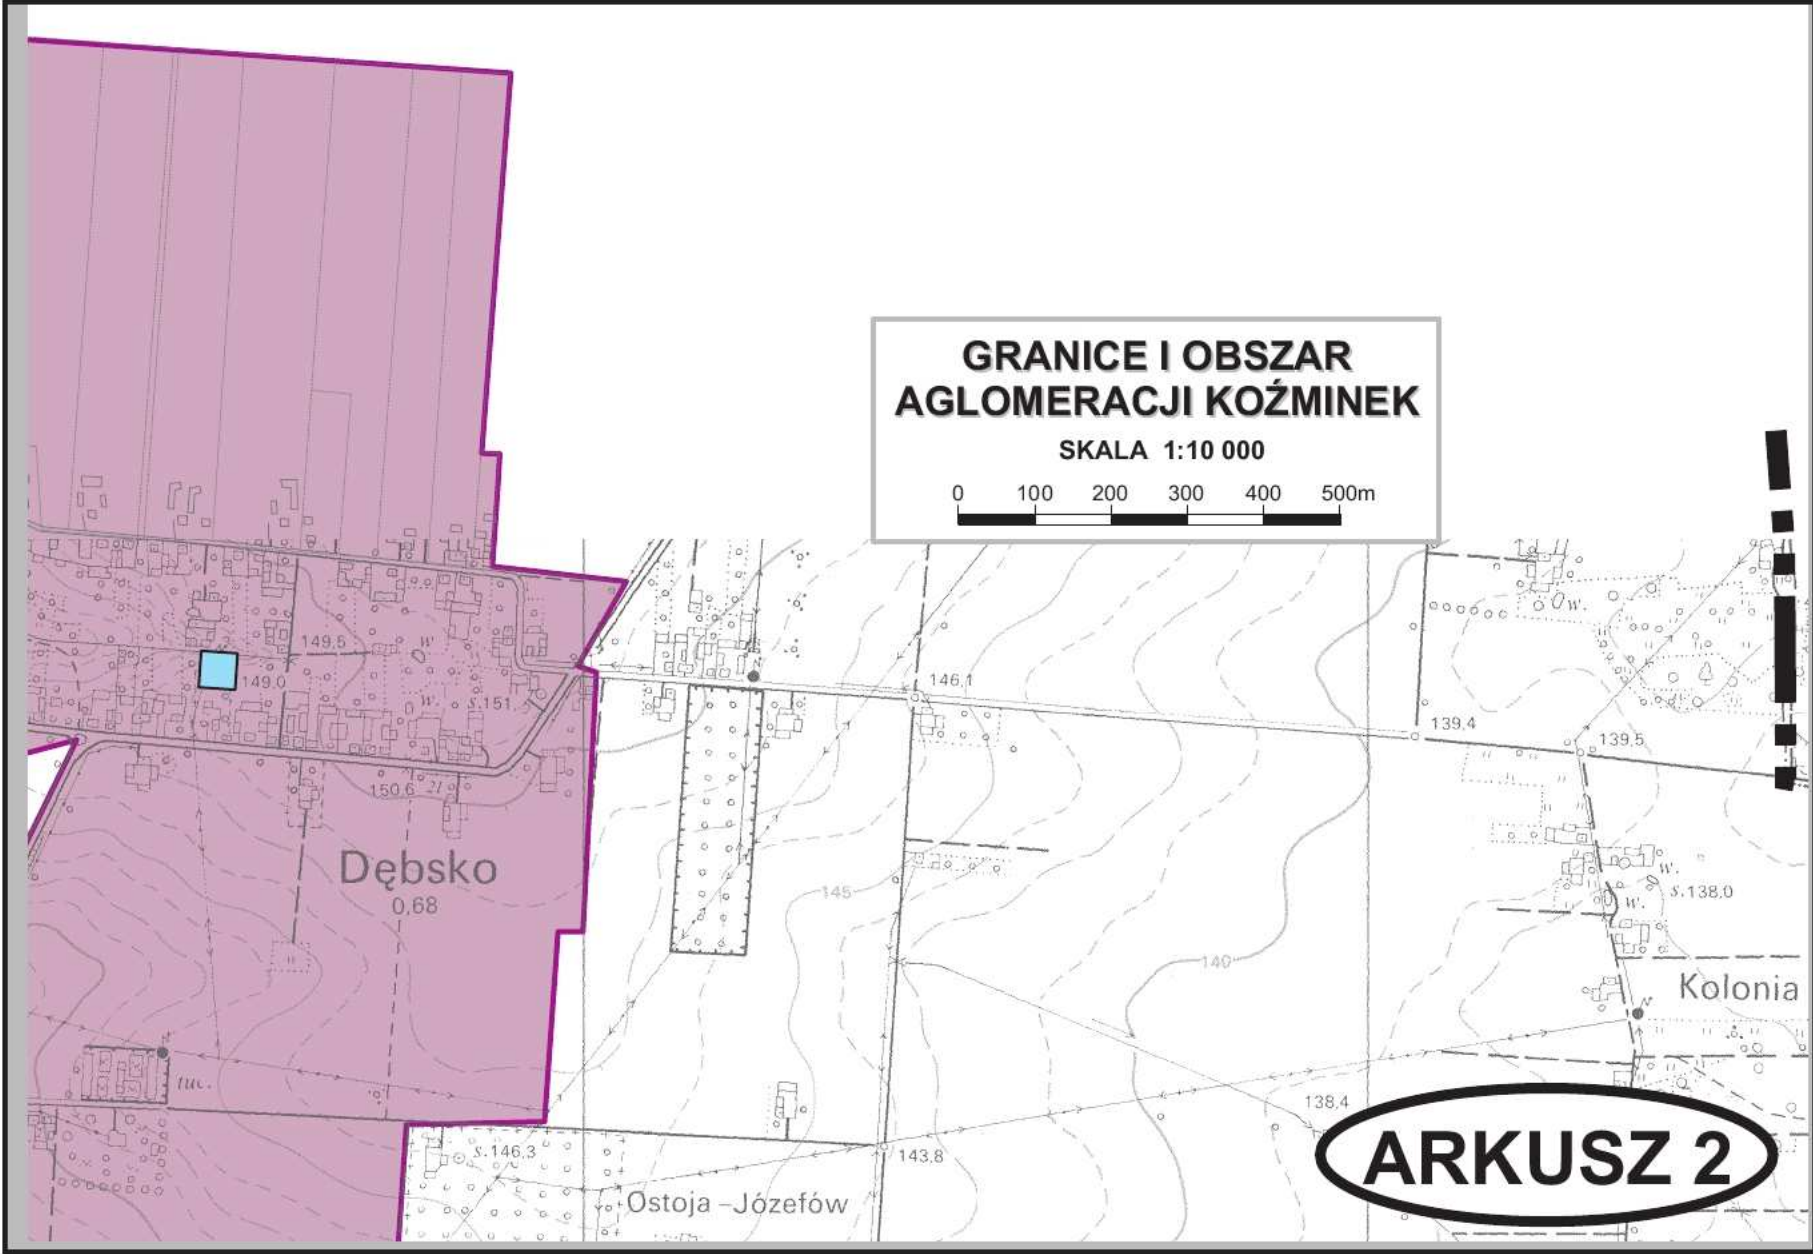 GRANICE I OBSZAR
AGLOMERACJI KOŹMINEK
SKALA 1:10 000
0 100 200 300 400 500m
149.5
w.
149.0
w.
s.151
146,1
139.4
139.5
w.
150.6
Dębsko
0,68
145
w.
s.138.0
w.
140
Kolonia
138.4
s.146.3
143.8
Ostoja-Józefów
ARKUSZ 2